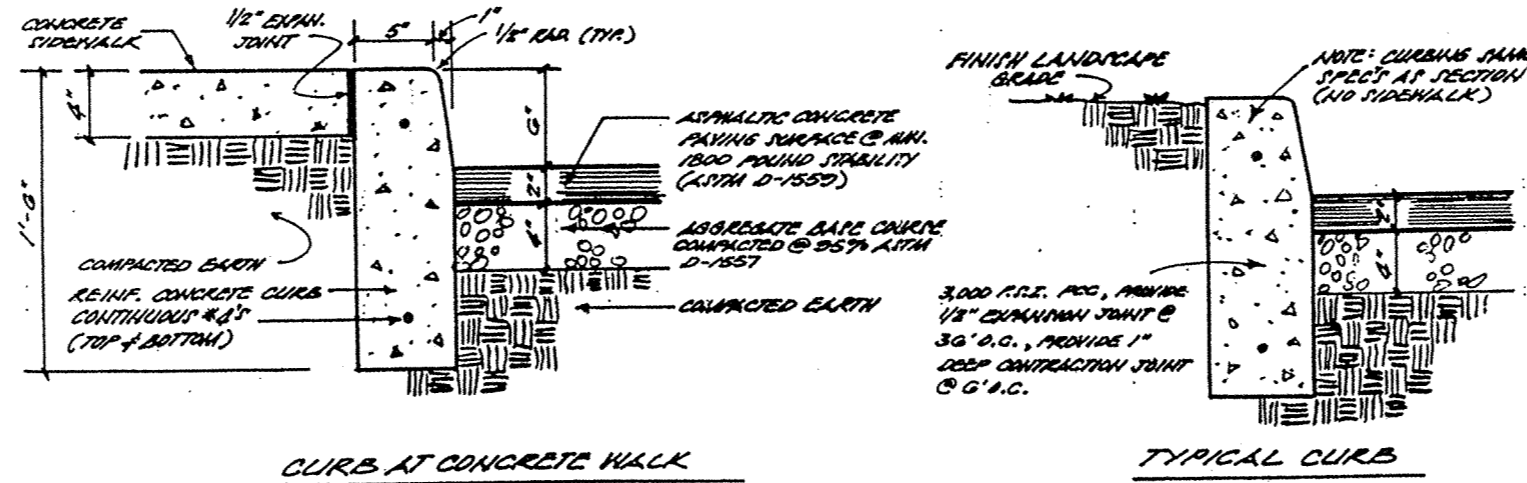 CONCRETE
SIDEWALK
1/2" EXPAN.
JOINT
5"
1"
1/2" RAD. (TYP.)
4"
1'-6"
6"
2"
4"
ASPHALTIC CONCRETE
PAVING SURFACE @ MIN.
1800 POUND STABILITY
(ASTM D-1559)
AGGREGATE BASE COURSE
COMPACTED @ 95% ASTM
D-1557
COMPACTED EARTH
COMPACTED EARTH
REINF. CONCRETE CURB
CONTINUOUS #4'S
(TOP & BOTTOM)
CURB AT CONCRETE WALK
FINISH LANDSCAPE
GRADE
NOTE: CURBING SAME
SPEC'S AS SECTION
(NO SIDEWALK)
2"
4"
3,000 P.S.I. PCC, PROVIDE
1/2" EXPANSION JOINT @
36' O.C., PROVIDE 1"
DEEP CONTRACTION JOINT
@ 6' O.C.
TYPICAL CURB